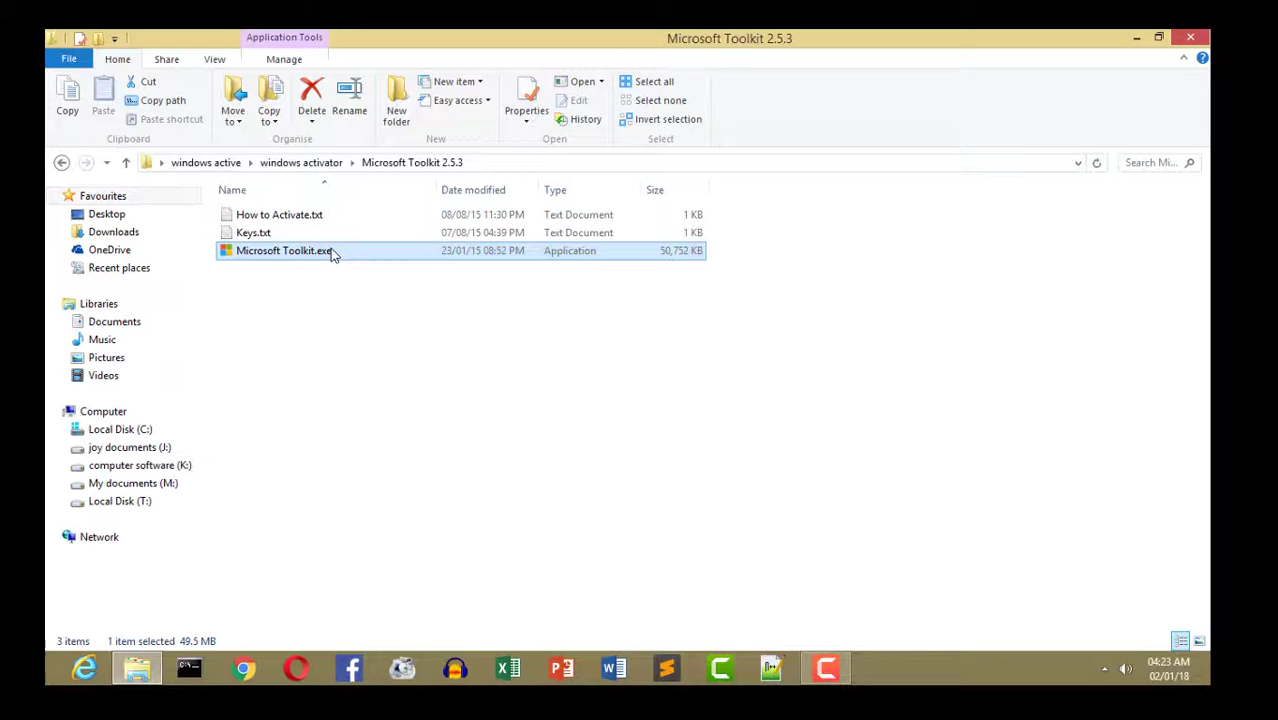 Application Tools
Microsoft Toolkit 2.5.3
File
Home
Share
View
Manage
Copy
Paste
Cut
Copy path
Paste shortcut
Clipboard
Move to
Copy to
Delete
Rename
Organise
New folder
New item
Easy access
New
Properties
Open
Edit
History
Open
Select all
Select none
Invert selection
Select
windows active
windows activator
Microsoft Toolkit 2.5.3
Search Mi...
Name
Date modified
Type
Size
How to Activate.txt 08/08/15 11:30 PM Text Document 1 KB
Keys.txt 07/08/15 04:39 PM Text Document 1 KB
Microsoft Toolkit.exe 23/01/15 08:52 PM Application 50,752 KB
Favourites
Desktop
Downloads
OneDrive
Recent places
Libraries
Documents
Music
Pictures
Videos
Computer
Local Disk (C:)
joy documents (J:)
computer software (K:)
My documents (M:)
Local Disk (T:)
Network
3 items 1 item selected 49.5 MB
04:23 AM
02/01/18